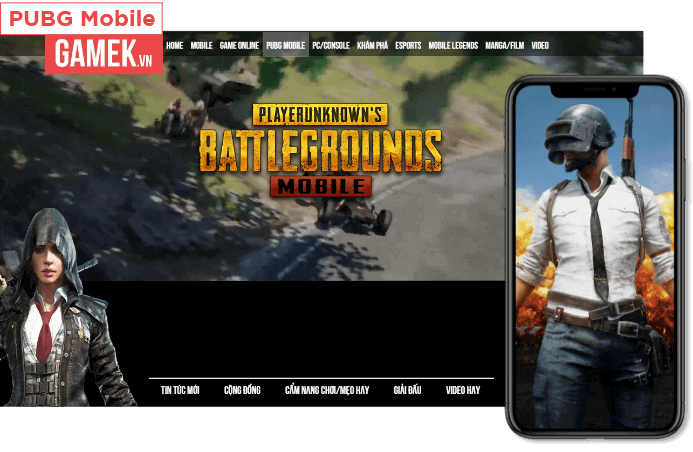 PUBG Mobile
GAMEK.VN
HOME MOBILE GAME ONLINE PUBG MOBILE PC/CONSOLE KHÁM PHÁ ESPORTS MOBILE LEGENDS MANGA/FILM VIDEO
PLAYERUNKNOWN'S
BATTLEGROUNDS
MOBILE
TIN TỨC MỚI CỘNG ĐỒNG CẨM NANG CHƠI/MẸO HAY GIẢI ĐẤU VIDEO HAY